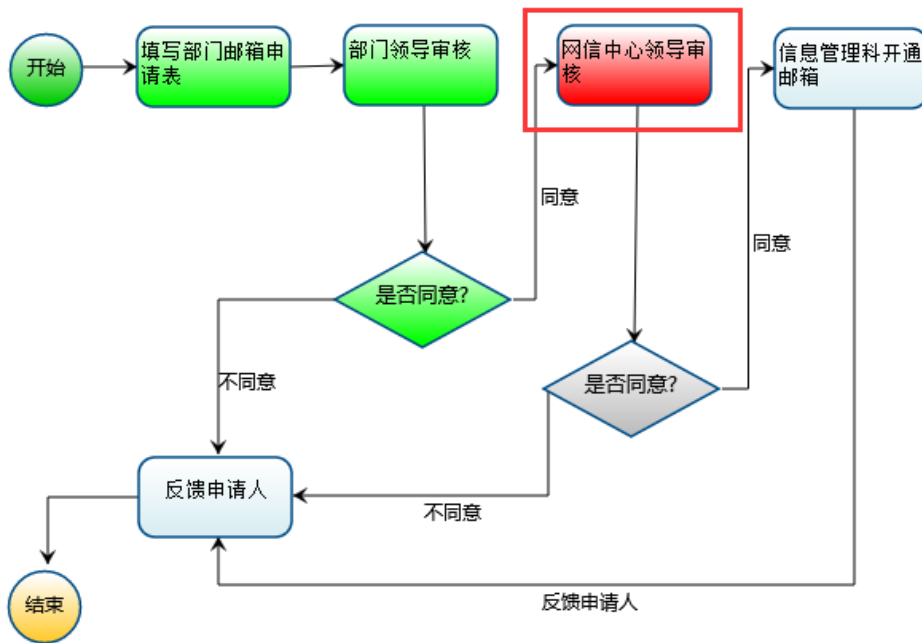 开始
填写部门邮箱申
请表
部门领导审核
网信中心领导审
核
信息管理科开通
邮箱
同意
同意
是否同意?
是否同意?
不同意
反馈申请人
不同意
结束
反馈申请人